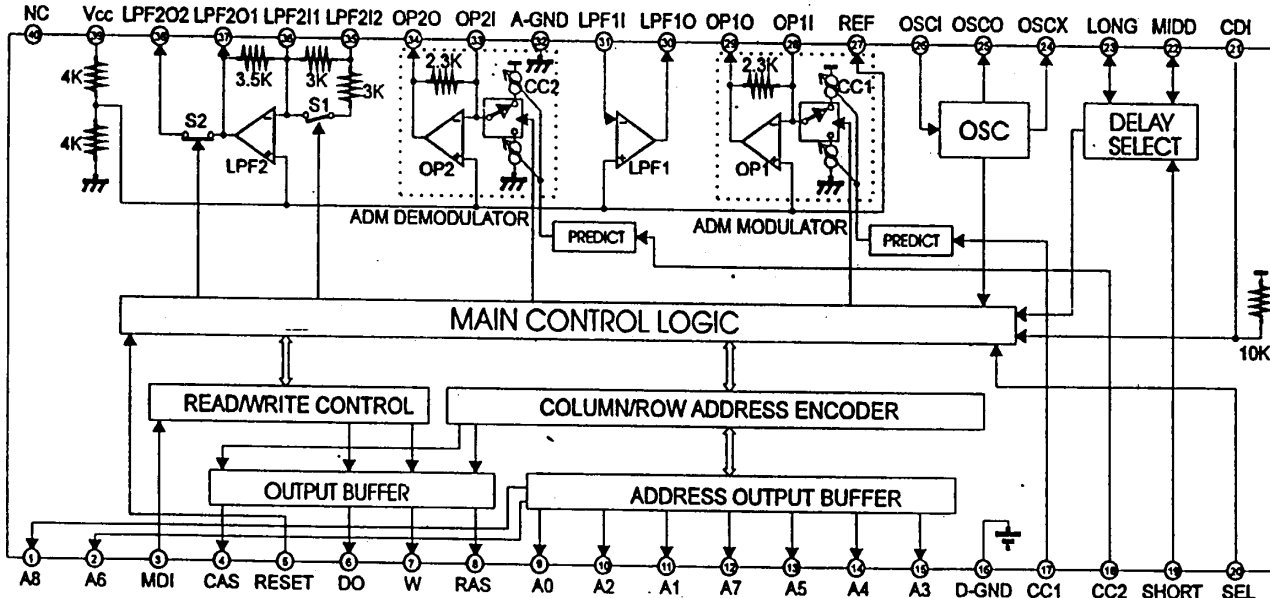 NC Vcc LPF2O2 LPF2O1 LPF2I1 LPF2I2 OP2O OP2I A-GND LPF1I LPF1O OP1O OP1I REF OSCI OSCO OSCX LONG MIDD CDI
40 39 38 37 36 35 34 33 32 31 30 29 28 27 26 25 24 23 22 21
4K 3.5K 3K 3K 2.3K CC2 2.3K CC1
S2 S1 OSC DELAY SELECT
4K LPF2 OP2 LPF1 OP1
ADM DEMODULATOR ADM MODULATOR
PREDICT PREDICT
MAIN CONTROL LOGIC
10K
READ/WRITE CONTROL COLUMN/ROW ADDRESS ENCODER
OUTPUT BUFFER ADDRESS OUTPUT BUFFER
1 2 3 4 5 6 7 8 9 10 11 12 13 14 15 16 17 18 19 20
A8 A6 MDI CAS RESET DO W RAS A0 A2 A1 A7 A5 A4 A3 D-GND CC1 CC2 SHORT SEL